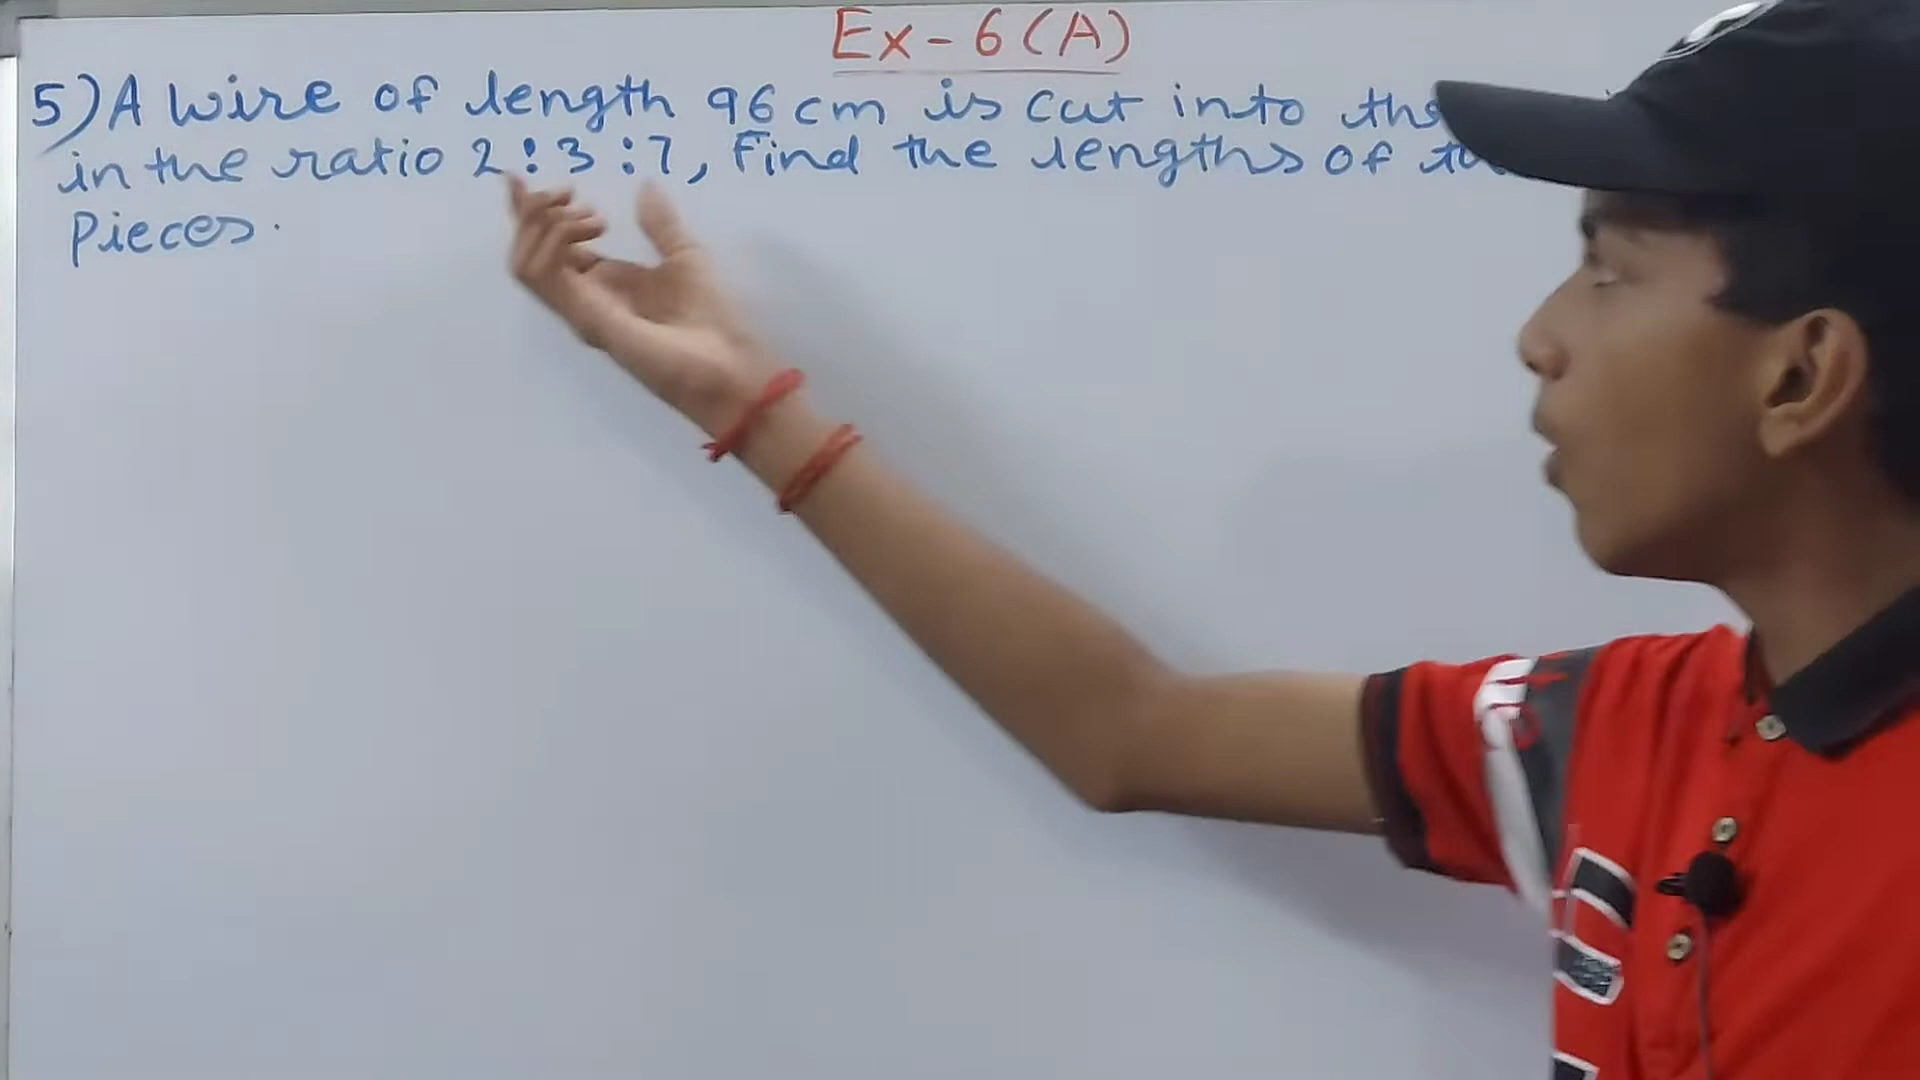 Ex-6(A)
5) A wire of length 96 cm is cut into
in the ratio 2:3:7, Find the lengths of
Pieces.